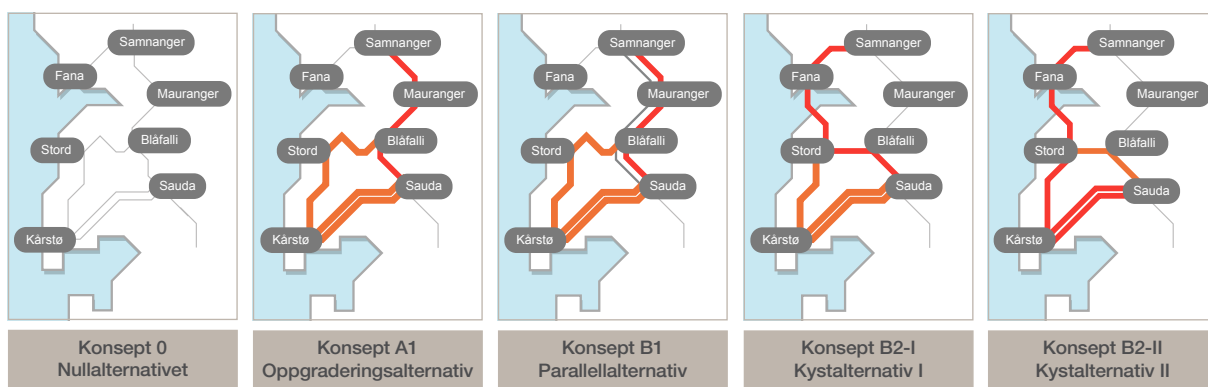 Samnanger
Fana
Mauranger
Stord
Blåfalli
Sauda
Kårstø
Konsept 0
Nullalternativet
Samnanger
Fana
Mauranger
Stord
Blåfalli
Sauda
Kårstø
Konsept A1
Oppgraderingsalternativ
Samnanger
Fana
Mauranger
Stord
Blåfalli
Sauda
Kårstø
Konsept B1
Parallellalternativ
Samnanger
Fana
Mauranger
Stord
Blåfalli
Sauda
Kårstø
Konsept B2-I
Kystalternativ I
Samnanger
Fana
Mauranger
Stord
Blåfalli
Sauda
Kårstø
Konsept B2-II
Kystalternativ II